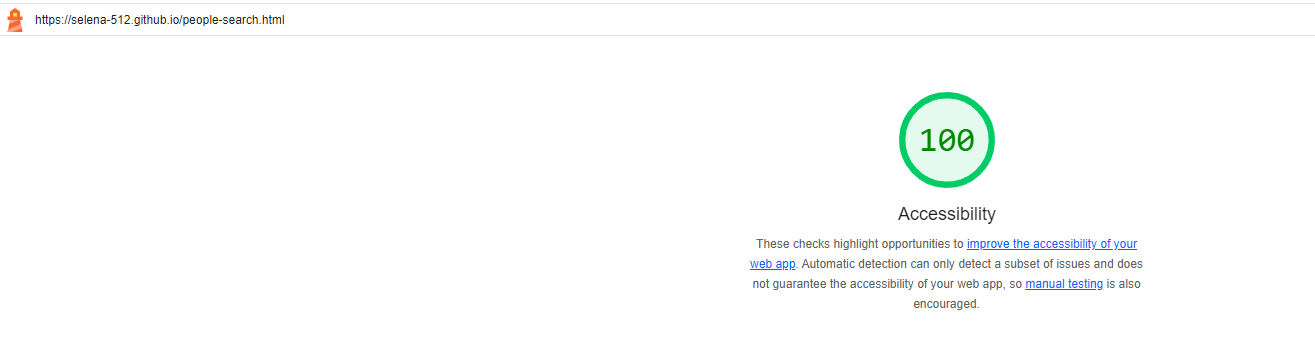 https://selena-512.github.io/people-search.html
100
Accessibility
These checks highlight opportunities to improve the accessibility of your
web app. Automatic detection can only detect a subset of issues and does
not guarantee the accessibility of your web app, so manual testing is also
encouraged.